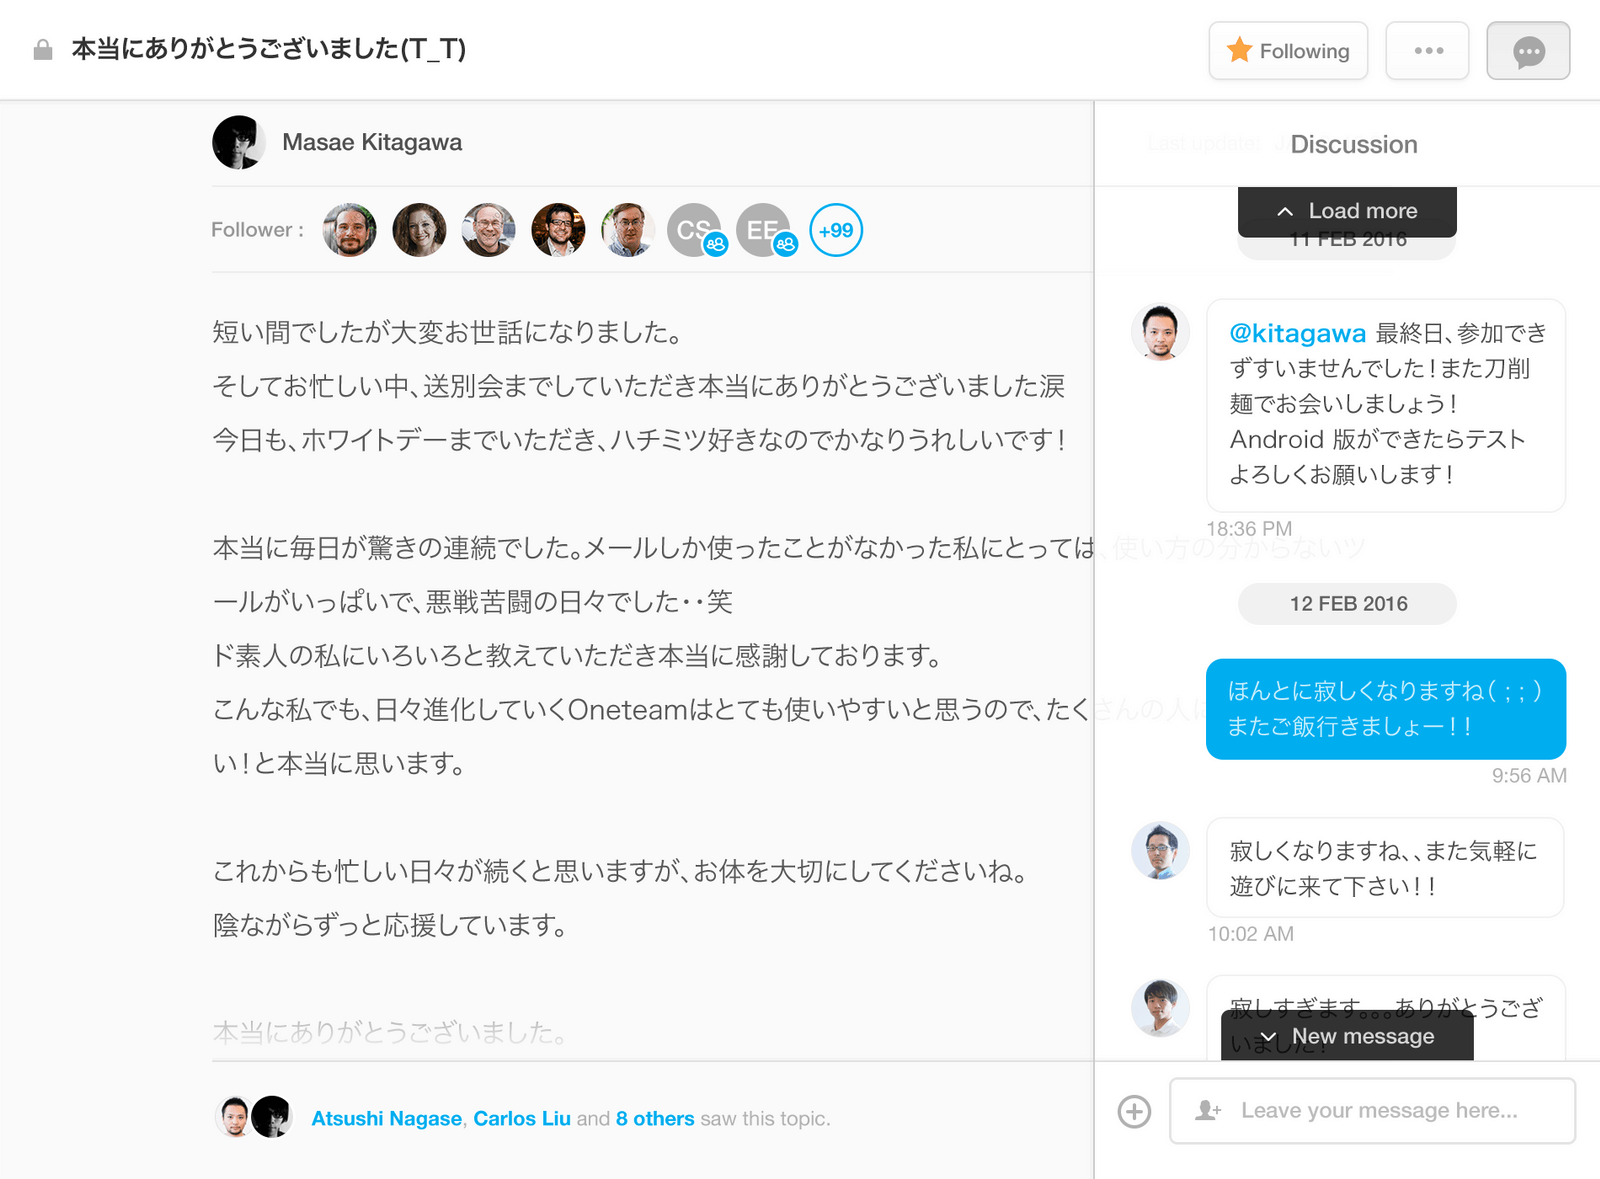 本当にありがとうございました(T_T)
Following
Masae Kitagawa
Follower :
CS
EE
+99
短い間でしたが大変お世話になりました。
そしてお忙しい中、送別会までしていただき本当にありがとうございました涙
今日も、ホワイトデーまでいただき、ハチミツ好きなのでかなりうれしいです！
本当に毎日が驚きの連続でした。メールしか使ったことがなかった私にとっては、使い方の分からないツ
ールがいっぱいで、悪戦苦闘の日々でした・・笑
ド素人の私にいろいろと教えていただき本当に感謝しております。
こんな私でも、日々進化していくOneteamはとても使いやすいと思うので、たくさんの人に
い！と本当に思います。
これからも忙しい日々が続くと思いますが、お体を大切にしてくださいね。
陰ながらずっと応援しています。
本当にありがとうございました。
Atsushi Nagase, Carlos Liu and 8 others saw this topic.
Last update:
Discussion
Load more
11 FEB 2016
@kitagawa 最終日、参加でき
ずすいませんでした！また刀削
麺でお会いしましょう！
Android 版ができたらテスト
よろしくお願いします！
18:36 PM
12 FEB 2016
ほんとに寂しくなりますね( ; ; )
またご飯行きましょー！！
9:56 AM
寂しくなりますね、、また気軽に
遊びに来て下さい！！
10:02 AM
寂しすぎます。。。ありがとうござ
いました！
New message
Leave your message here...